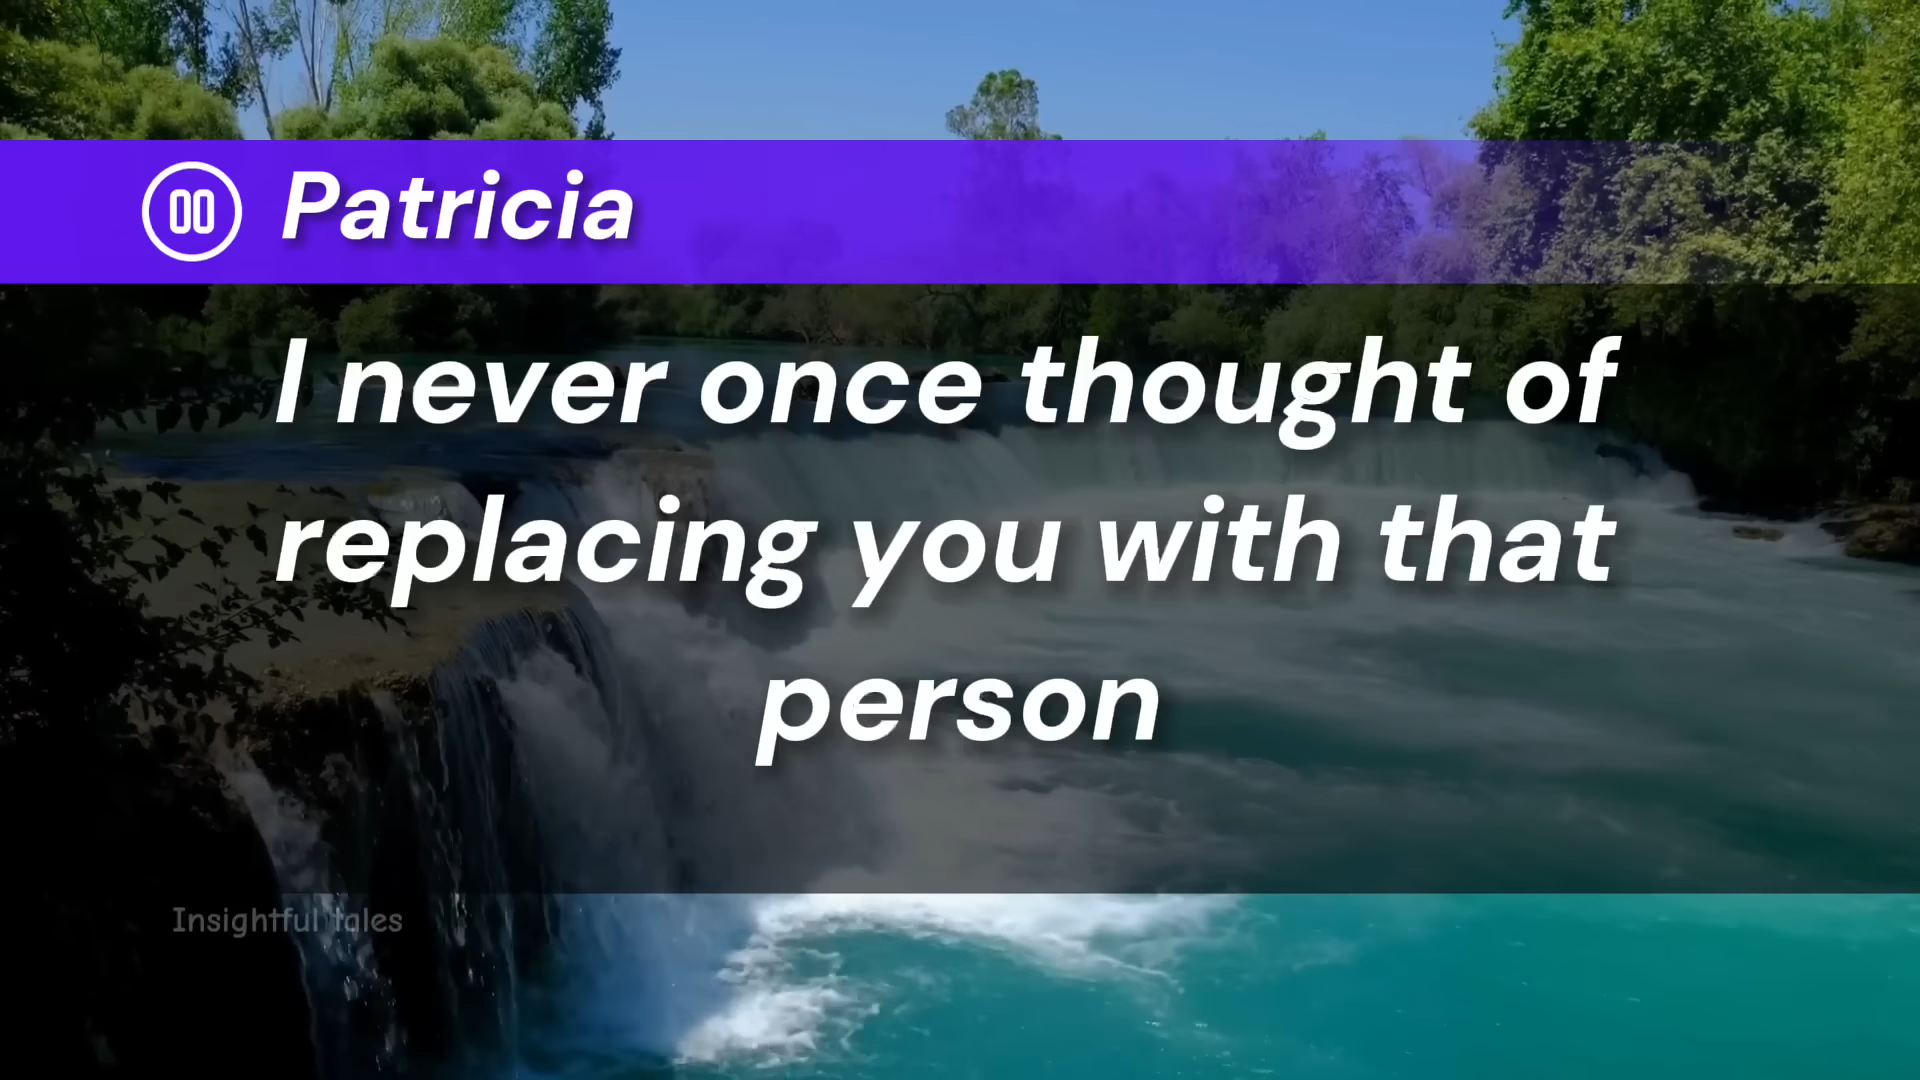 Patricia
I never once thought of
replacing you with that
person
Insightful tales